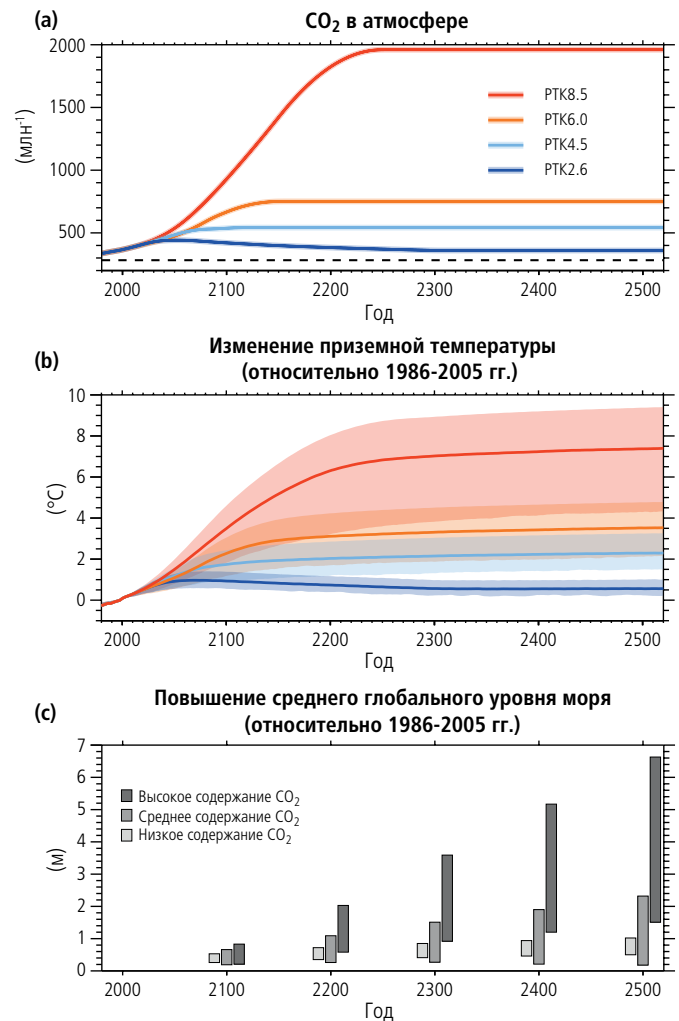 (a)
CO2 в атмосфере
2000
1500
1000
500
(млн-1)
РТК8.5
РТК6.0
РТК4.5
РТК2.6
2000 2100 2200 2300 2400 2500
Год
(b)
Изменение приземной температуры
(относительно 1986-2005 гг.)
10
8
6
4
2
0
(°C)
2000 2100 2200 2300 2400 2500
Год
(c)
Повышение среднего глобального уровня моря
(относительно 1986-2005 гг.)
7
6
5
4
3
2
1
0
(м)
Высокое содержание CO2
Среднее содержание CO2
Низкое содержание CO2
2000 2100 2200 2300 2400 2500
Год